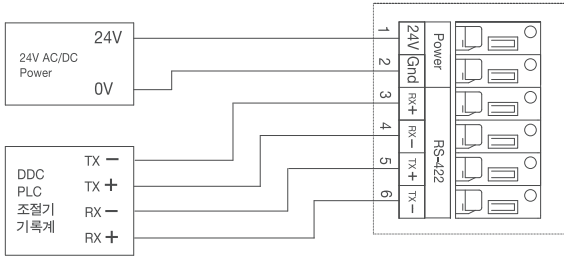 24V
24V AC/DC
Power
0V
DDC
PLC
조절기
기록계
TX −
TX +
RX −
RX +
1 24V
2 Gnd
3 RX+
4 RX−
5 TX+
6 TX−
Power
RS-422